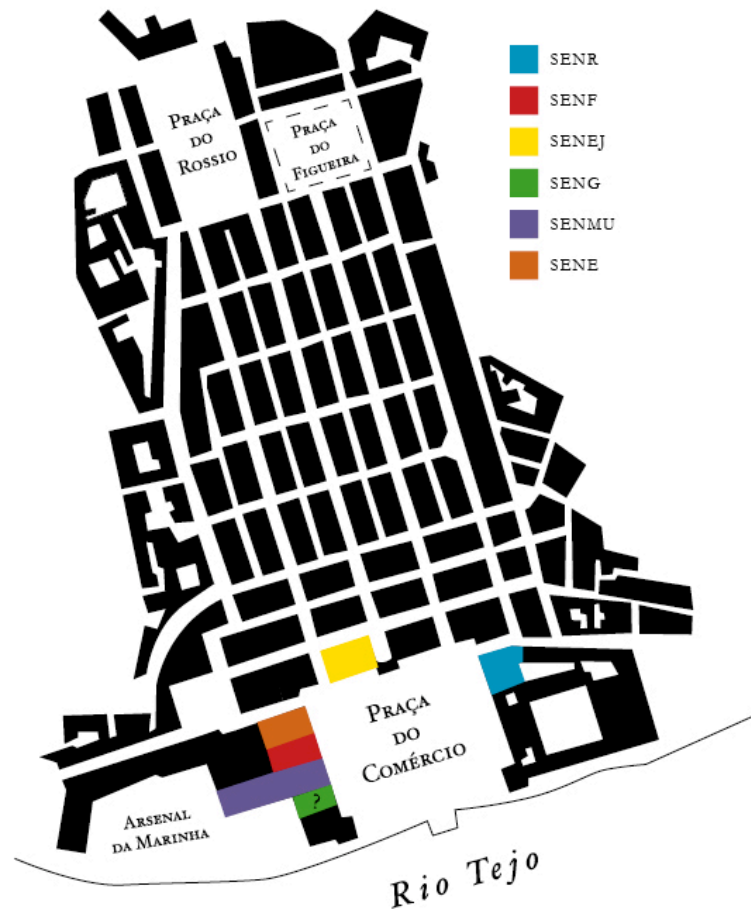 SENR
SENF
SENEJ
SENG
SENMU
SENE
Praça
do
Rossio
Praça
do
Figueira
Praça
do
Comércio
?
Arsenal
da Marinha
Rio Tejo